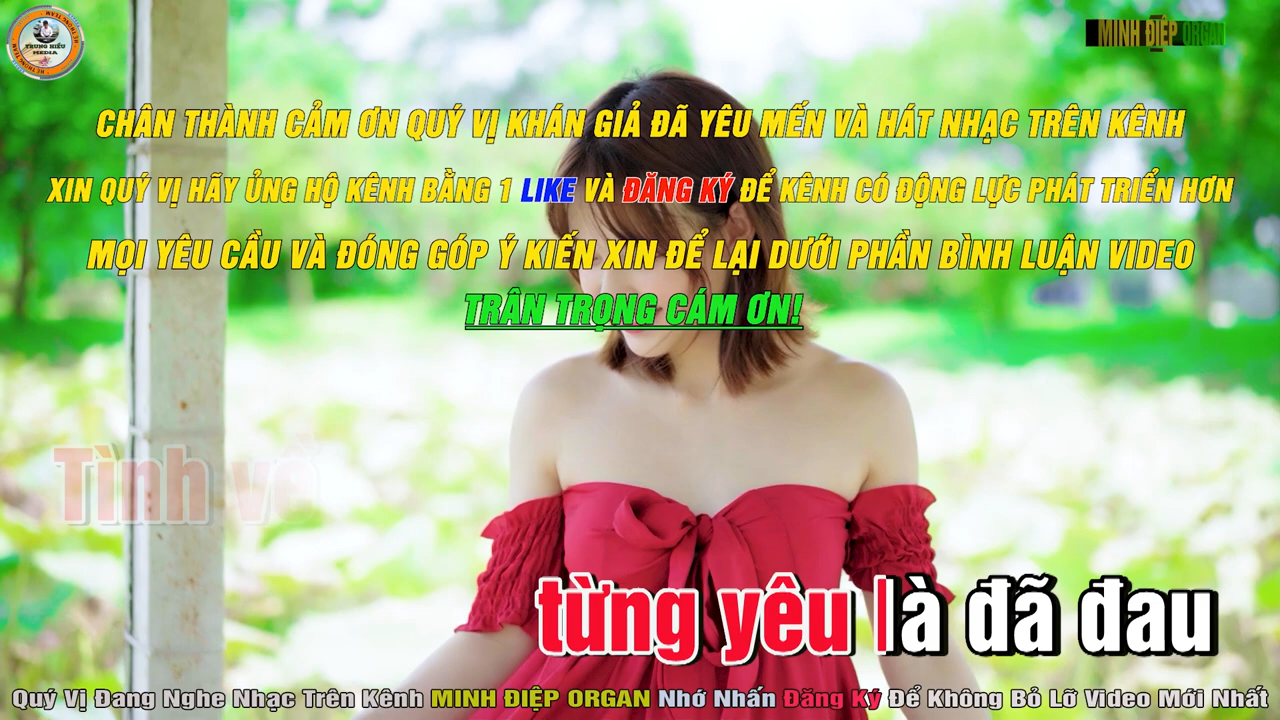 TRUNG HIẾU
MEDIA
MINH ĐIỆP ORGAN
CHÂN THÀNH CẢM ƠN QUÝ VỊ KHÁN GIẢ ĐÃ YÊU MẾN VÀ HÁT NHẠC TRÊN KÊNH
XIN QUÝ VỊ HÃY ỦNG HỘ KÊNH BẰNG 1 LIKE VÀ ĐĂNG KÝ ĐỂ KÊNH CÓ ĐỘNG LỰC PHÁT TRIỂN HƠN
MỌI YÊU CẦU VÀ ĐÓNG GÓP Ý KIẾN XIN ĐỂ LẠI DƯỚI PHẦN BÌNH LUẬN VIDEO
TRÂN TRỌNG CÁM ƠN!
Tình
từng yêu là đã đau
Quý Vị Đang Nghe Nhạc Trên Kênh MINH ĐIỆP ORGAN Nhớ Nhấn Đăng Ký Để Không Bỏ Lỡ Video Mới Nhất